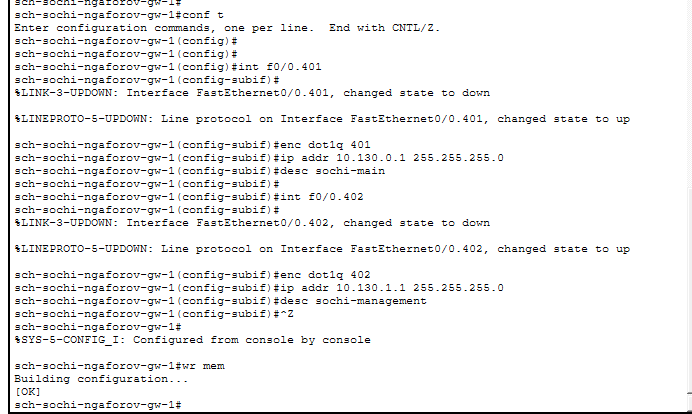 sch-sochi-ngaforov-gw-1#
sch-sochi-ngaforov-gw-1#conf t
Enter configuration commands, one per line.  End with CNTL/Z.
sch-sochi-ngaforov-gw-1(config)#
sch-sochi-ngaforov-gw-1(config)#
sch-sochi-ngaforov-gw-1(config)#int f0/0.401
sch-sochi-ngaforov-gw-1(config-subif)#
%LINK-3-UPDOWN: Interface FastEthernet0/0.401, changed state to down
%LINEPROTO-5-UPDOWN: Line protocol on Interface FastEthernet0/0.401, changed state to up
sch-sochi-ngaforov-gw-1(config-subif)#enc dot1q 401
sch-sochi-ngaforov-gw-1(config-subif)#ip addr 10.130.0.1 255.255.255.0
sch-sochi-ngaforov-gw-1(config-subif)#desc sochi-main
sch-sochi-ngaforov-gw-1(config-subif)#
sch-sochi-ngaforov-gw-1(config-subif)#int f0/0.402
sch-sochi-ngaforov-gw-1(config-subif)#
%LINK-3-UPDOWN: Interface FastEthernet0/0.402, changed state to down
%LINEPROTO-5-UPDOWN: Line protocol on Interface FastEthernet0/0.402, changed state to up
sch-sochi-ngaforov-gw-1(config-subif)#enc dot1q 402
sch-sochi-ngaforov-gw-1(config-subif)#ip addr 10.130.1.1 255.255.255.0
sch-sochi-ngaforov-gw-1(config-subif)#desc sochi-management
sch-sochi-ngaforov-gw-1(config-subif)#^Z
sch-sochi-ngaforov-gw-1#
%SYS-5-CONFIG_I: Configured from console by console
sch-sochi-ngaforov-gw-1#wr mem
Building configuration...
[OK]
sch-sochi-ngaforov-gw-1#